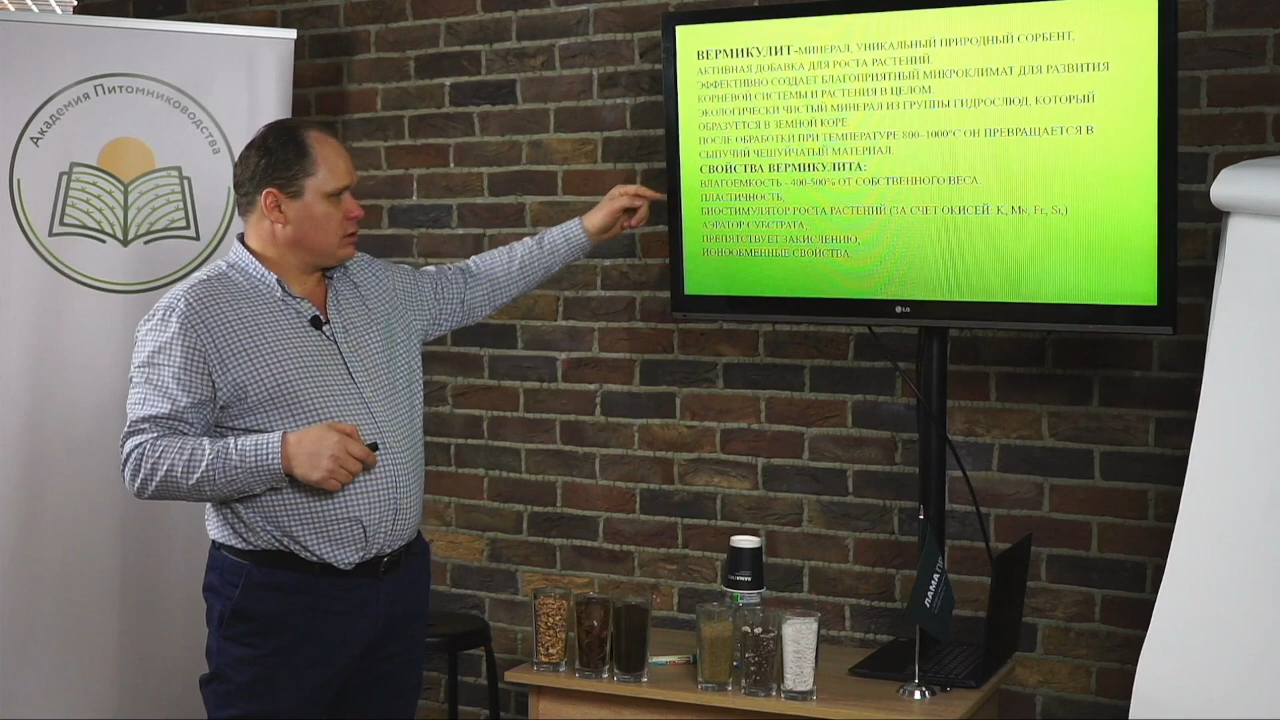 Академия Питомниководства
ВЕРМИКУЛИТ-МИНЕРАЛ, УНИКАЛЬНЫЙ ПРИРОДНЫЙ СОРБЕНТ,
АКТИВНАЯ ДОБАВКА ДЛЯ РОСТА РАСТЕНИЙ.
ЭФФЕКТИВНО СОЗДАЕТ БЛАГОПРИЯТНЫЙ МИКРОКЛИМАТ ДЛЯ РАЗВИТИЯ
КОРНЕВОЙ СИСТЕМЫ И РАСТЕНИЯ В ЦЕЛОМ.
ЭКОЛОГИЧЕСКИ ЧИСТЫЙ МИНЕРАЛ ИЗ ГРУППЫ ГИДРОСЛЮД, КОТОРЫЙ
ОБРАЗУЕТСЯ В ЗЕМНОЙ КОРЕ.
ПОСЛЕ ОБРАБОТКИ ПРИ ТЕМПЕРАТУРЕ 800–1000°С ОН ПРЕВРАЩАЕТСЯ В
СЫПУЧИЙ ЧЕШУЙЧАТЫЙ МАТЕРИАЛ.
СВОЙСТВА ВЕРМИКУЛИТА:
ВЛАГОЕМКОСТЬ - 400-500% ОТ СОБСТВЕННОГО ВЕСА.
ПЛАСТИЧНОСТЬ,
БИОСТИМУЛЯТОР РОСТА РАСТЕНИЙ (ЗА СЧЕТ ОКИСЕЙ: K, MN, FE, SI,)
АЭРАТОР СУБСТРАТА,
ПРЕПЯТСТВУЕТ ЗАКИСЛЕНИЮ,
ИОНООБМЕННЫЕ СВОЙСТВА.
LG